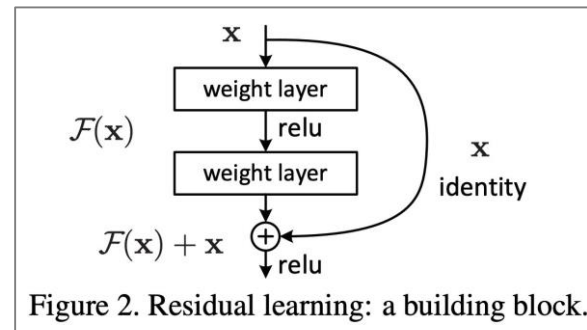 x
weight layer
F(x)
relu
x
weight layer
identity
F(x) + x
relu
Figure 2. Residual learning: a building block.